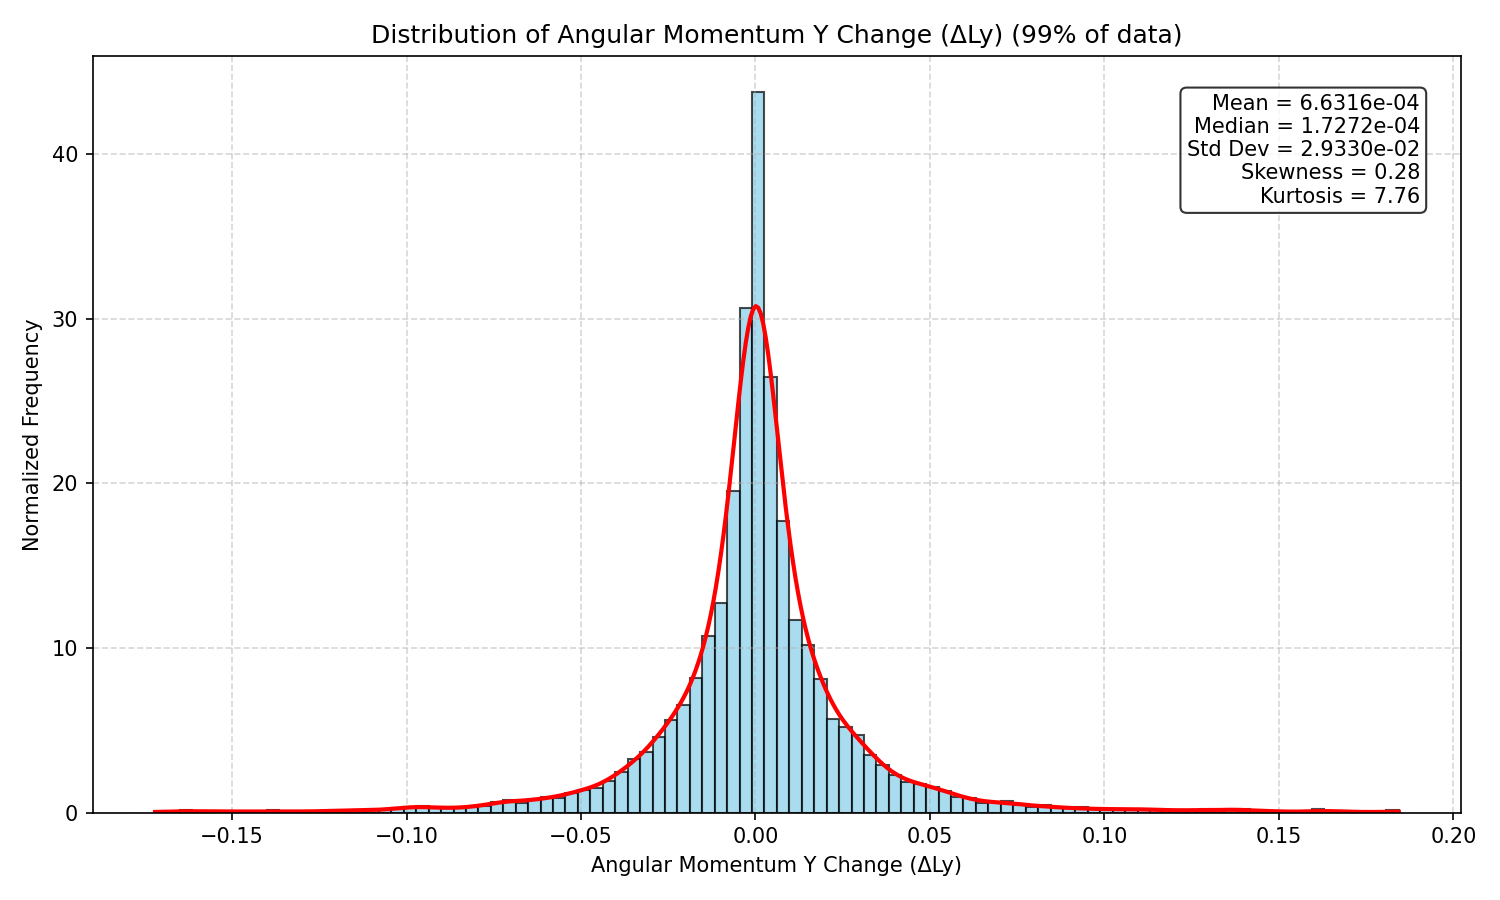 Distribution of Angular Momentum Y Change (ΔLy) (99% of data)
Mean = 6.6316e-04
Median = 1.7272e-04
Std Dev = 2.9330e-02
Skewness = 0.28
Kurtosis = 7.76
Normalized Frequency
40
30
20
10
0
−0.15 −0.10 −0.05 0.00 0.05 0.10 0.15 0.20
Angular Momentum Y Change (ΔLy)